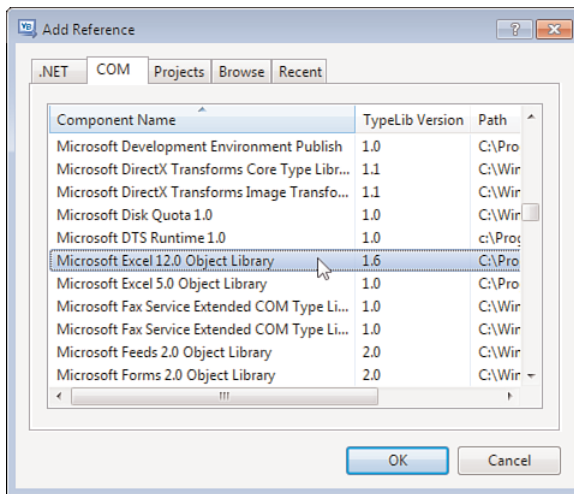 VB Add Reference
.NET COM Projects Browse Recent
Component Name TypeLib Version Path
Microsoft Development Environment Publish 1.0 C:\Pro
Microsoft DirectX Transforms Core Type Libr... 1.1 C:\Wir
Microsoft DirectX Transforms Image Transfo... 1.1 C:\Wir
Microsoft Disk Quota 1.0 1.0 C:\Wir
Microsoft DTS Runtime 1.0 1.0 c:\Prog
Microsoft Excel 12.0 Object Library 1.6 C:\Pro
Microsoft Excel 5.0 Object Library 1.0 C:\Pro
Microsoft Fax Service Extended COM Type Li... 1.0 C:\Wir
Microsoft Fax Service Extended COM Type Li... 1.0 C:\Wir
Microsoft Feeds 2.0 Object Library 2.0 C:\Wir
Microsoft Forms 2.0 Object Library 2.0 C:\Wir
OK Cancel